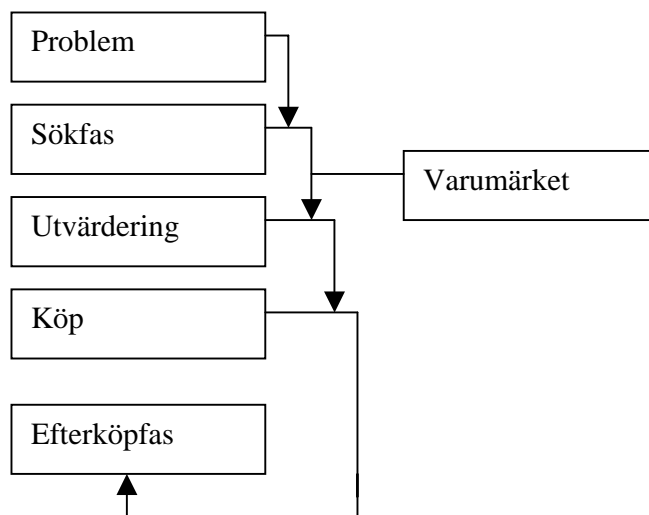 Problem
Sökfas
Varumärket
Utvärdering
Köp
Efterköpfas